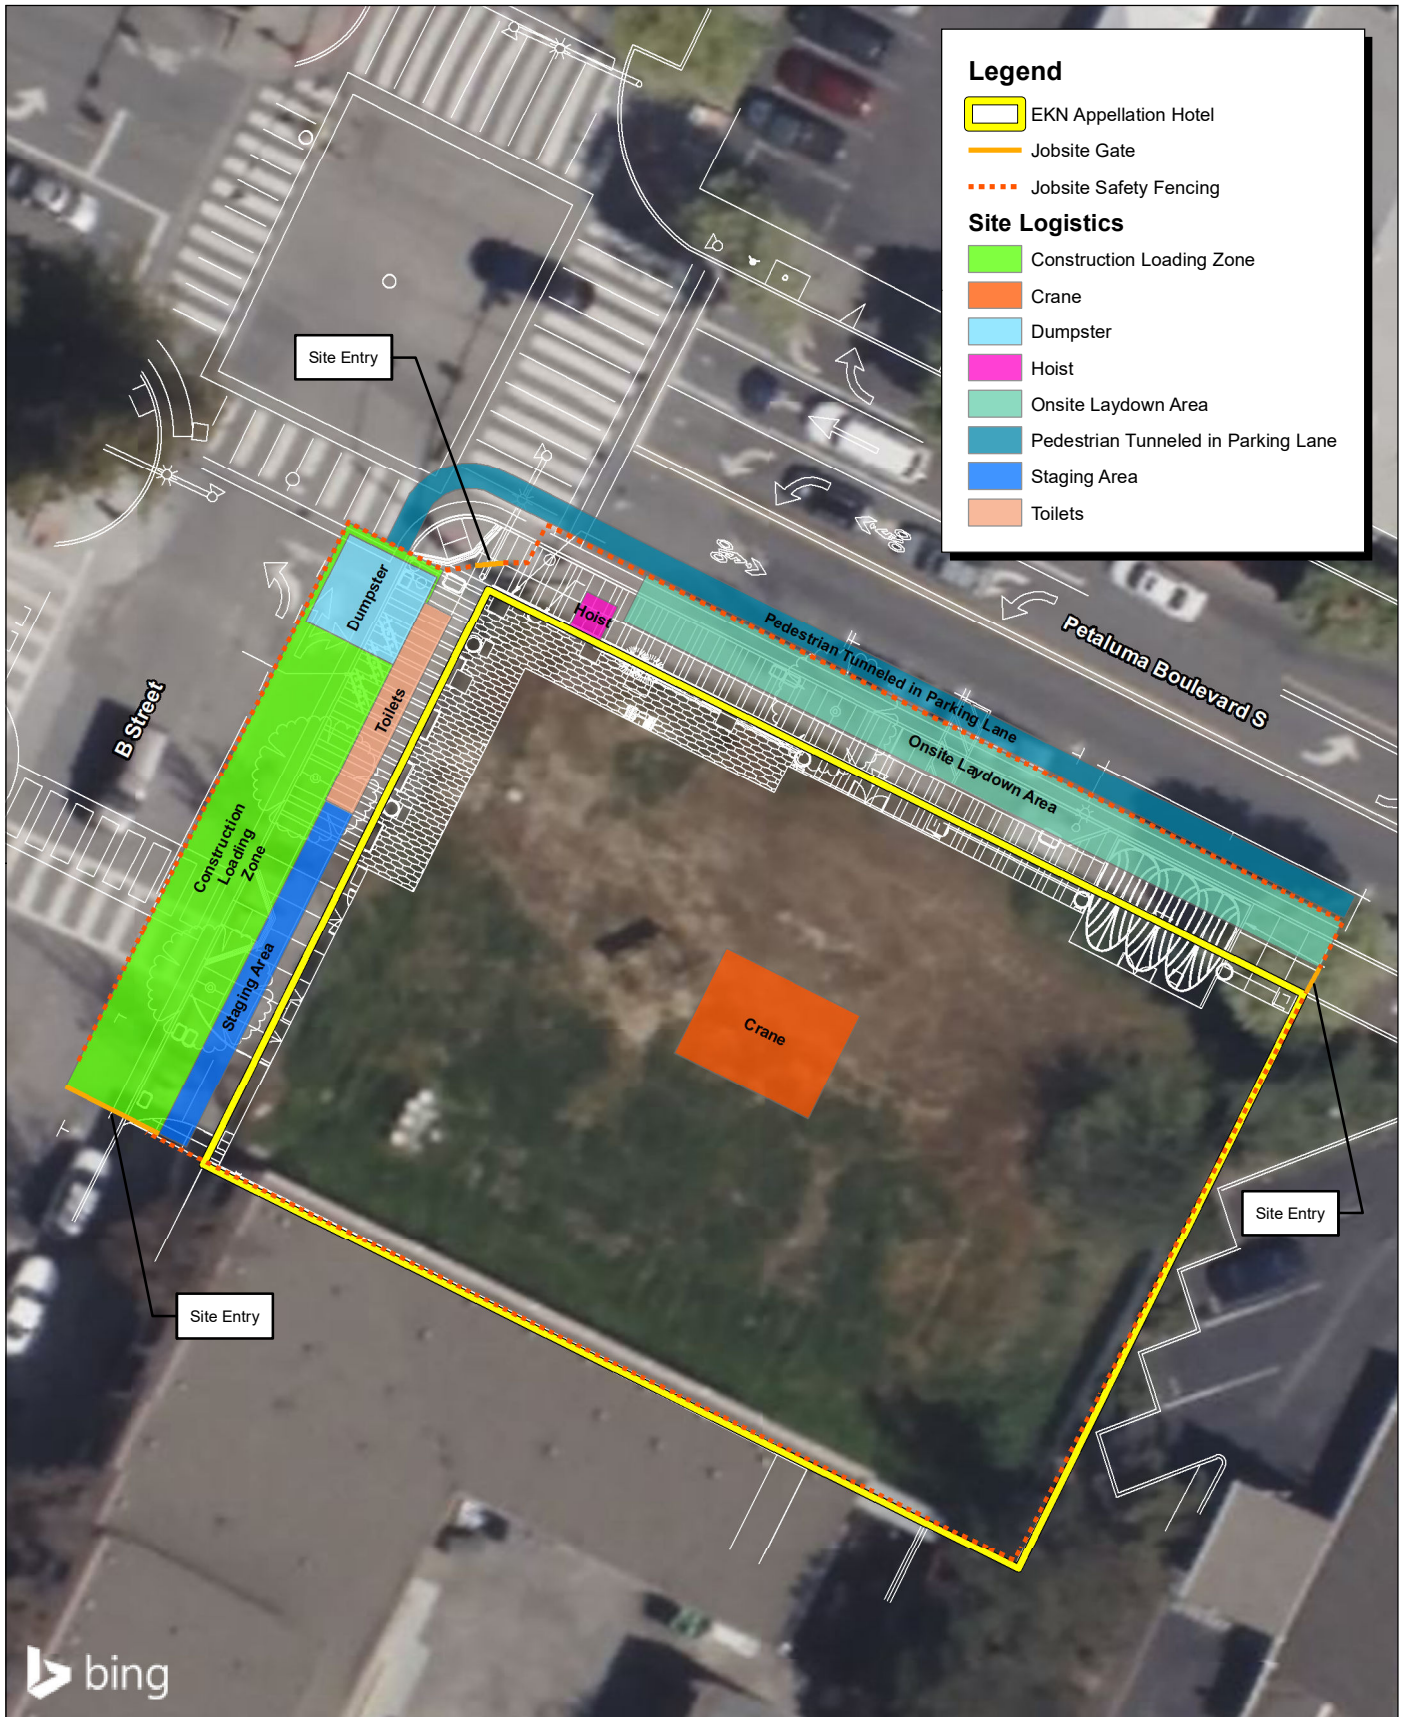 Legend
EKN Appellation Hotel
Jobsite Gate
Jobsite Safety Fencing
Site Logistics
Construction Loading Zone
Crane
Dumpster
Hoist
Onsite Laydown Area
Pedestrian Tunneled in Parking Lane
Staging Area
Toilets
Site Entry
Dumpster
Hoist
Pedestrian Tunneled in Parking Lane
Petaluma Boulevard S
Toilets
B Street
Onsite Laydown Area
Construction
Loading
Zone
Staging Area
Crane
Site Entry
Site Entry
bing